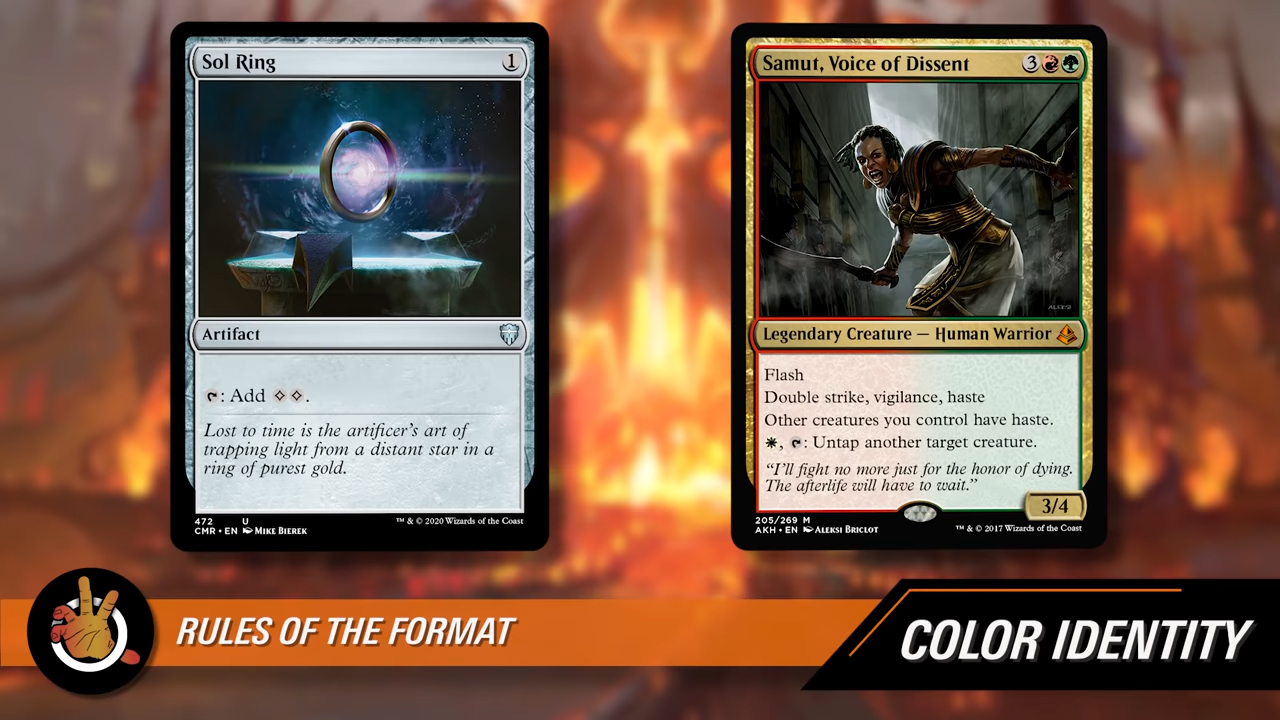 Sol Ring
1
Artifact
: Add .
Lost to time is the artificer's art of
trapping light from a distant star in a
ring of purest gold.
472 U
CMR • EN Mike Bierek
™ & © 2020 Wizards of the Coast
Samut, Voice of Dissent
3
ALEKSI
Legendary Creature — Human Warrior
Flash
Double strike, vigilance, haste
Other creatures you control have haste.
, : Untap another target creature.
"I'll fight no more just for the honor of dying.
The afterlife will have to wait."
3/4
205/269 M
AKH • EN Aleksi Briclot
™ & © 2017 Wizards of the Coast
RULES OF THE FORMAT
COLOR IDENTITY